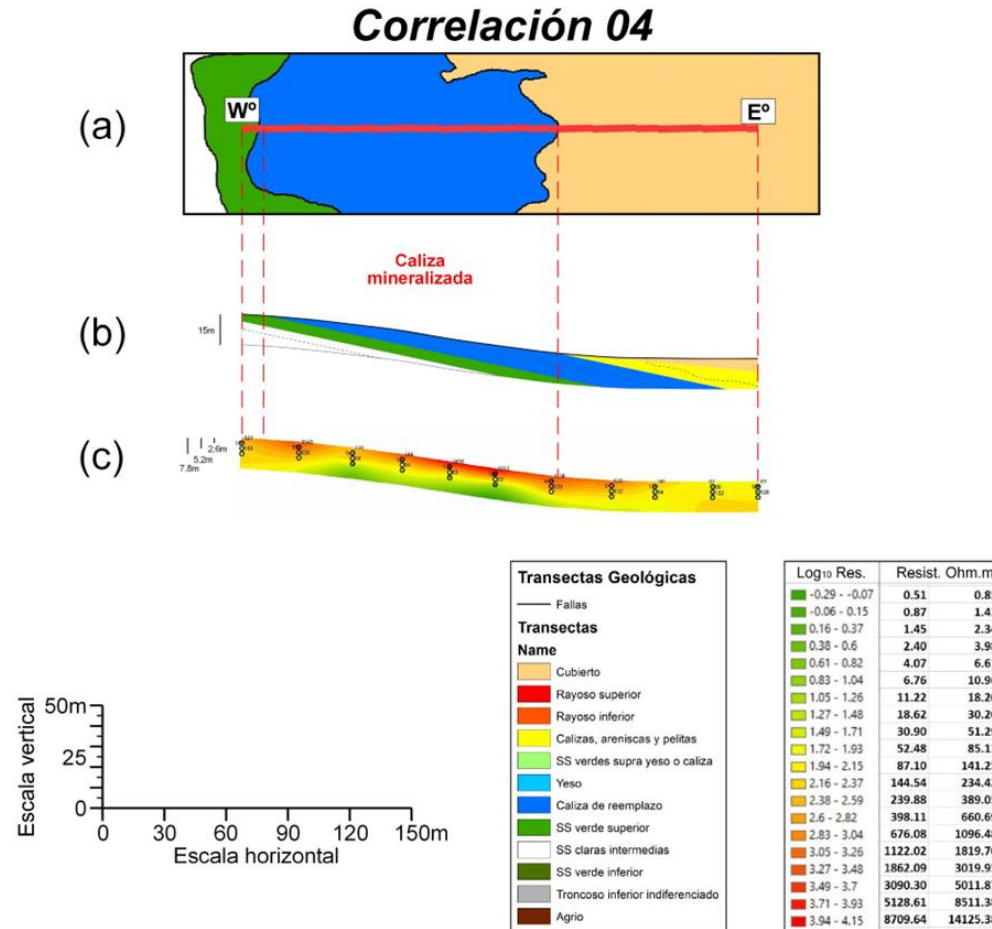 Correlación 04
(a)
Wº
Eº
Caliza
mineralizada
(b)
15m
(c)
2,6m
5,2m
7,8m
50m
25
0
Escala vertical
0 30 60 90 120 150m
Escala horizontal
Transectas Geológicas
Fallas
Transectas
Name
Cubierto
Rayoso superior
Rayoso inferior
Calizas, areniscas y pelitas
SS verdes supra yeso o caliza
Yeso
Caliza de reemplazo
SS verde superior
SS claras intermedias
SS verde inferior
Troncoso inferior indiferenciado
Agrio
Log10 Res. Resist. Ohm.m
-0.29 - -0.07 0.51
-0.06 - 0.15 0.87
0.16 - 0.37 1.45
0.38 - 0.6 2.40
0.61 - 0.82 4.07
0.83 - 1.04 6.76
1.05 - 1.26 11.22
1.27 - 1.48 18.62
1.49 - 1.71 30.90
1.72 - 1.93 52.48
1.94 - 2.15 87.10
2.16 - 2.37 144.54
2.38 - 2.59 239.88
2.6 - 2.82 398.11
2.83 - 3.04 676.08
3.05 - 3.26 1122.02
3.27 - 3.48 1862.09
3.49 - 3.7 3090.30
3.71 - 3.93 5128.61
3.94 - 4.15 8709.64